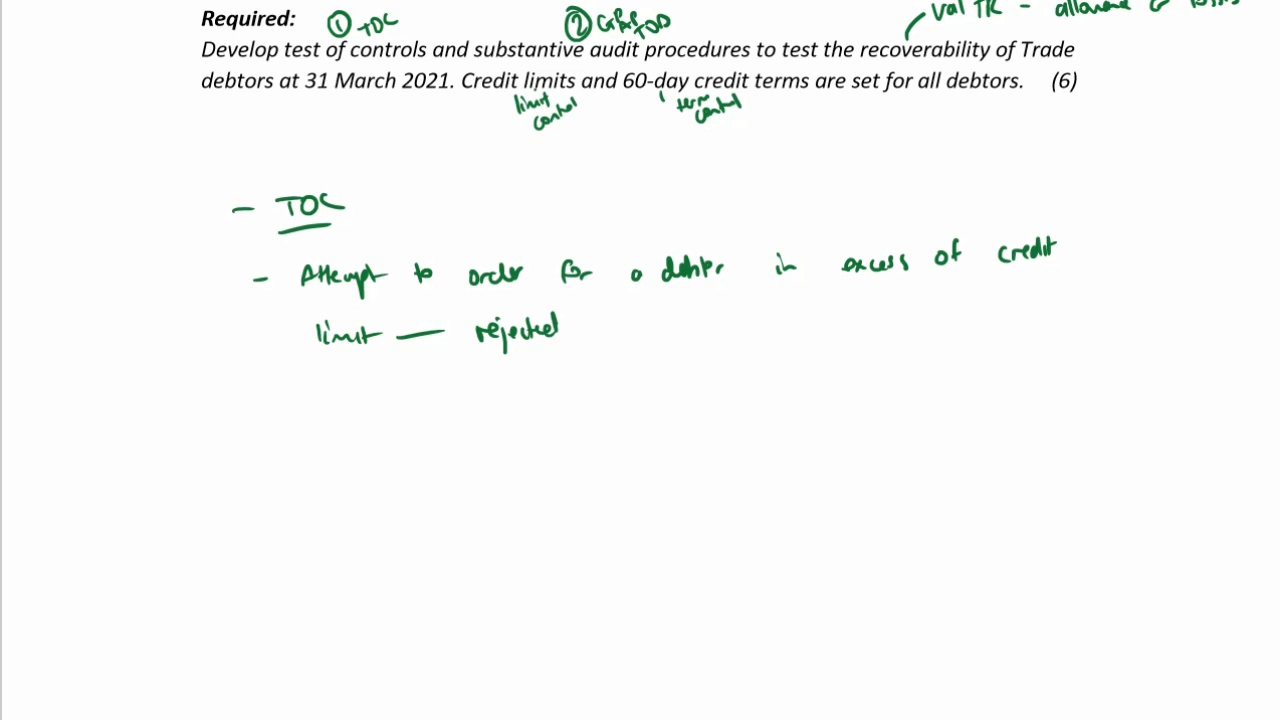 val TR - allowance
Required: ① TOC ②
Develop test of controls and substantive audit procedures to test the recoverability of Trade
debtors at 31 March 2021. Credit limits and 60-day credit terms are set for all debtors. (6)
limit control term control
- TOC
- Attempt to order for a debtor in excess of credit
limit — rejected